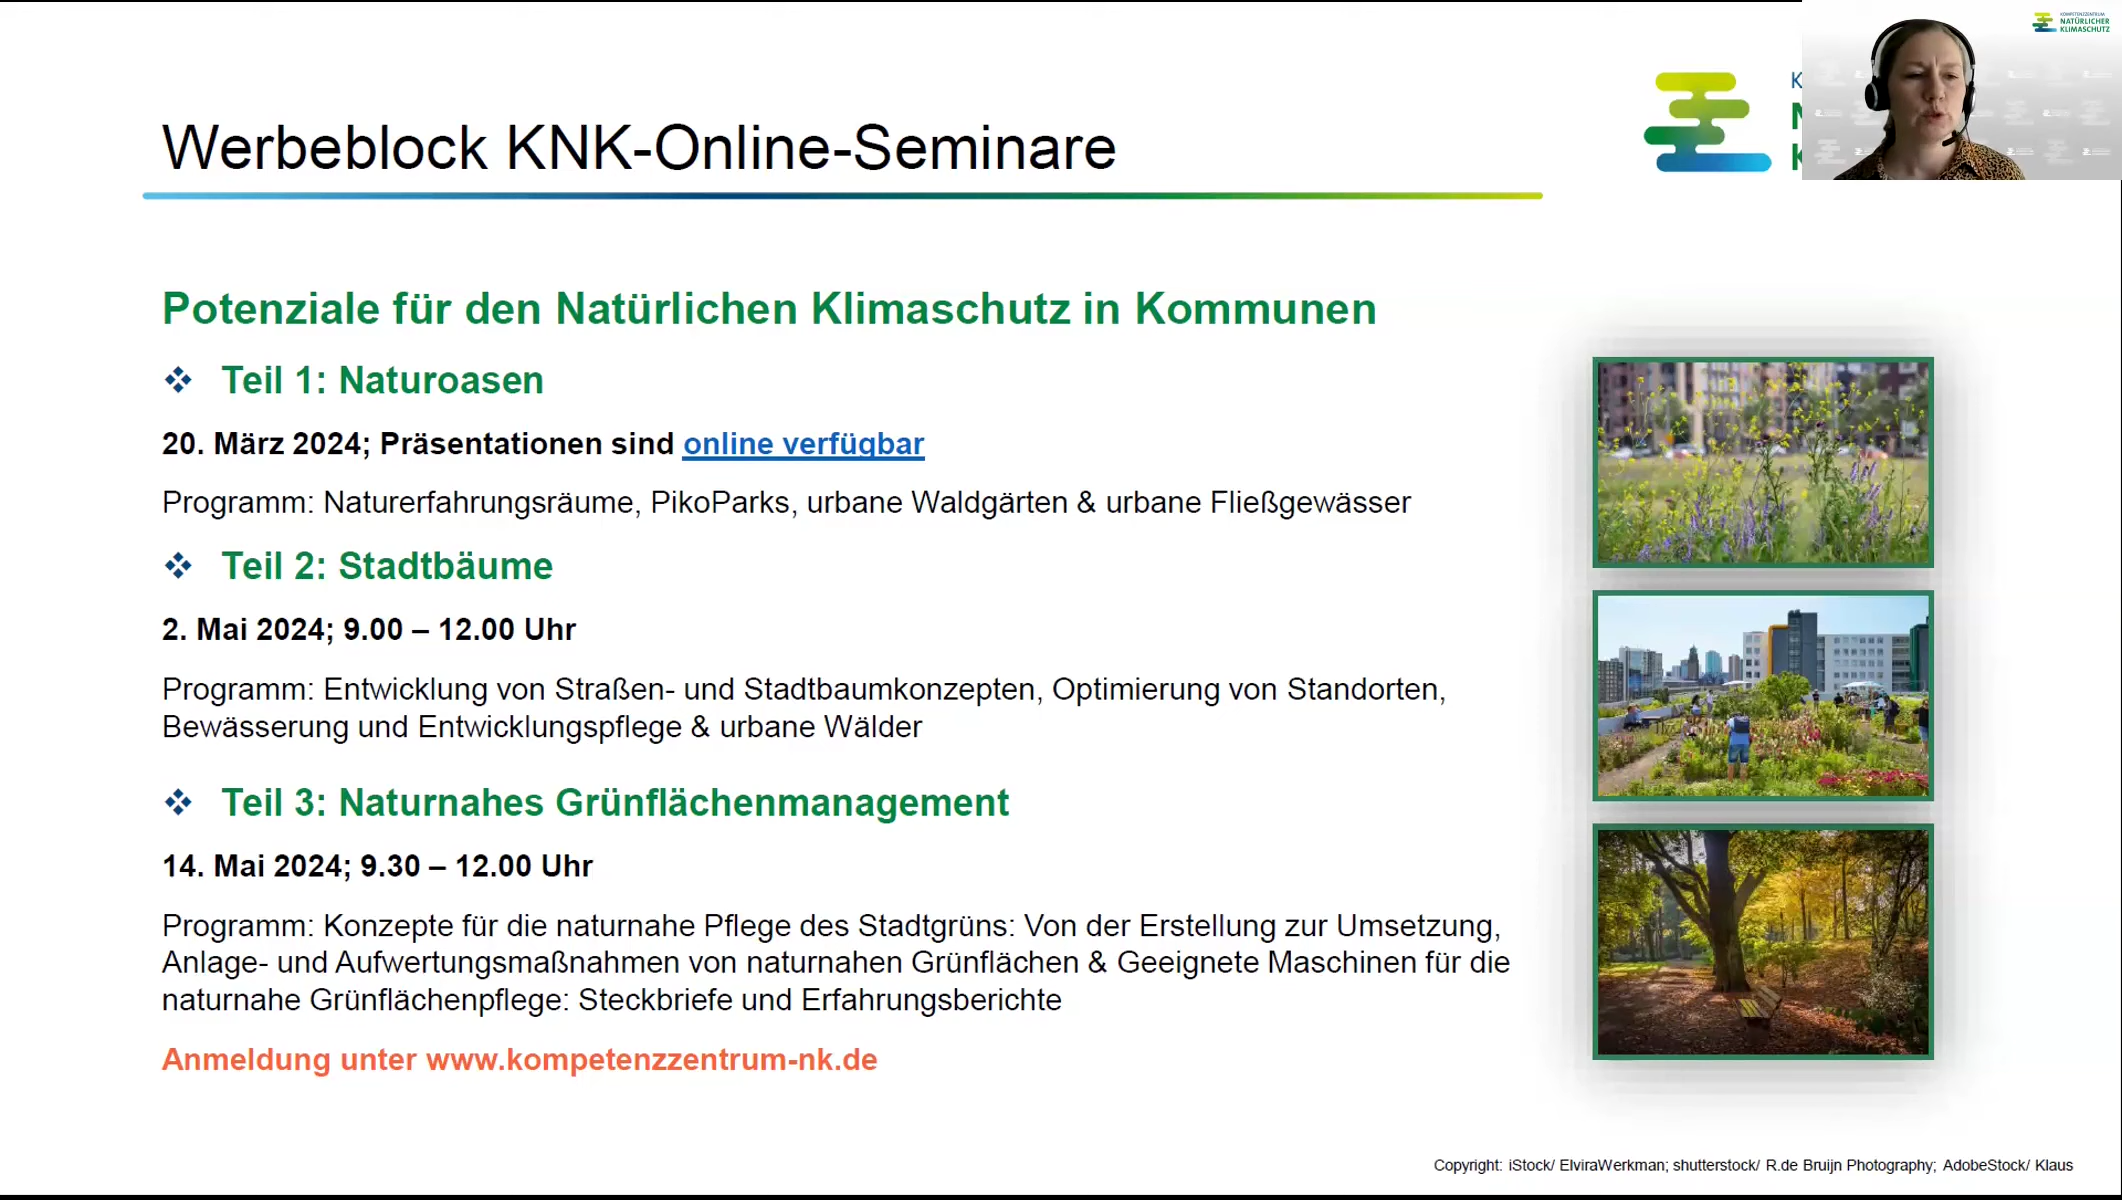 KOMPETENZZENTRUM
NATÜRLICHER
KLIMASCHUTZ
Werbeblock KNK-Online-Seminare
Potenziale für den Natürlichen Klimaschutz in Kommunen
❖ Teil 1: Naturoasen
20. März 2024; Präsentationen sind online verfügbar
Programm: Naturerfahrungsräume, PikoParks, urbane Waldgärten & urbane Fließgewässer
❖ Teil 2: Stadtbäume
2. Mai 2024; 9.00 – 12.00 Uhr
Programm: Entwicklung von Straßen- und Stadtbaumkonzepten, Optimierung von Standorten,
Bewässerung und Entwicklungspflege & urbane Wälder
❖ Teil 3: Naturnahes Grünflächenmanagement
14. Mai 2024; 9.30 – 12.00 Uhr
Programm: Konzepte für die naturnahe Pflege des Stadtgrüns: Von der Erstellung zur Umsetzung,
Anlage- und Aufwertungsmaßnahmen von naturnahen Grünflächen & Geeignete Maschinen für die
naturnahe Grünflächenpflege: Steckbriefe und Erfahrungsberichte
Anmeldung unter www.kompetenzzentrum-nk.de
Copyright: iStock/ ElviraWerkman; shutterstock/ R.de Bruijn Photography; AdobeStock/ Klaus